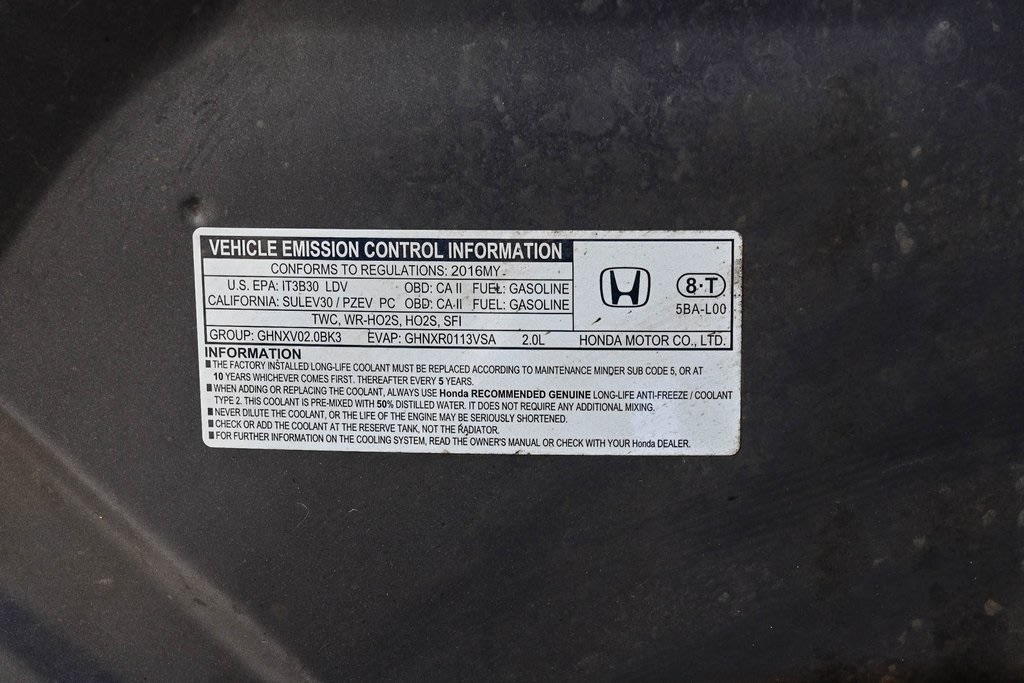 VEHICLE EMISSION CONTROL INFORMATION
CONFORMS TO REGULATIONS: 2016MY
U.S. EPA: IT3B30 LDV OBD: CA II FUEL: GASOLINE
CALIFORNIA: SULEV30 / PZEV PC OBD: CA II FUEL: GASOLINE
TWC, WR-HO2S, HO2S, SFI
8·T
5BA-L00
GROUP: GHNXV02.0BK3 EVAP: GHNXR0113VSA 2.0L HONDA MOTOR CO., LTD.
INFORMATION
■ THE FACTORY INSTALLED LONG-LIFE COOLANT MUST BE REPLACED ACCORDING TO MAINTENANCE MINDER SUB CODE 5, OR AT
10 YEARS WHICHEVER COMES FIRST. THEREAFTER EVERY 5 YEARS.
■ WHEN ADDING OR REPLACING THE COOLANT, ALWAYS USE Honda RECOMMENDED GENUINE LONG-LIFE ANTI-FREEZE / COOLANT
TYPE 2. THIS COOLANT IS PRE-MIXED WITH 50% DISTILLED WATER. IT DOES NOT REQUIRE ANY ADDITIONAL MIXING.
■ NEVER DILUTE THE COOLANT, OR THE LIFE OF THE ENGINE MAY BE SERIOUSLY SHORTENED.
■ CHECK OR ADD THE COOLANT AT THE RESERVE TANK, NOT THE RADIATOR.
■ FOR FURTHER INFORMATION ON THE COOLING SYSTEM, READ THE OWNER'S MANUAL OR CHECK WITH YOUR Honda DEALER.